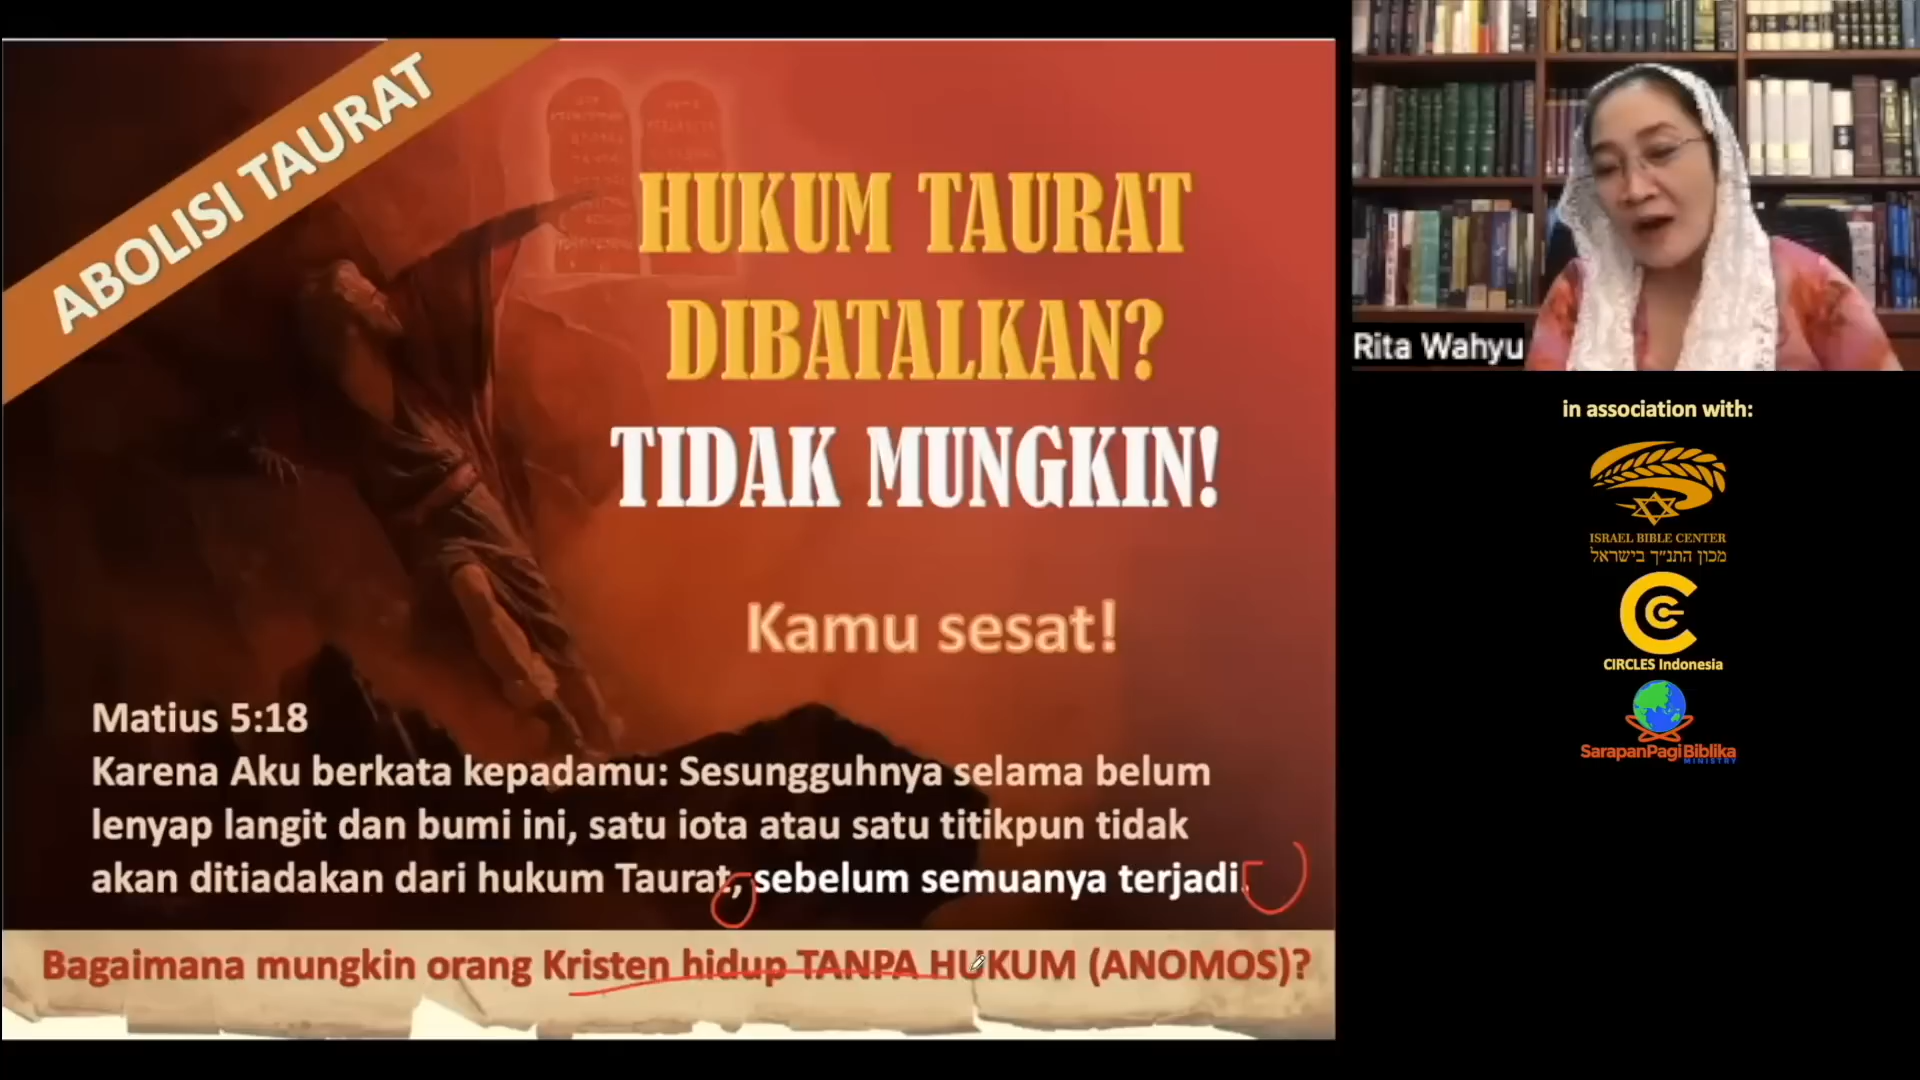 ABOLISI TAURAT
HUKUM TAURAT
DIBATALKAN?
TIDAK MUNGKIN!
Kamu sesat!
Matius 5:18
Karena Aku berkata kepadamu: Sesungguhnya selama belum
lenyap langit dan bumi ini, satu iota atau satu titikpun tidak
akan ditiadakan dari hukum Taurat, sebelum semuanya terjadi.
Bagaimana mungkin orang Kristen hidup TANPA HUKUM (ANOMOS)?
Rita Wahyu
in association with:
ISRAEL BIBLE CENTER
מכון התנ״ך בישראל
CIRCLES Indonesia
SarapanPagiBiblika
MINISTRY